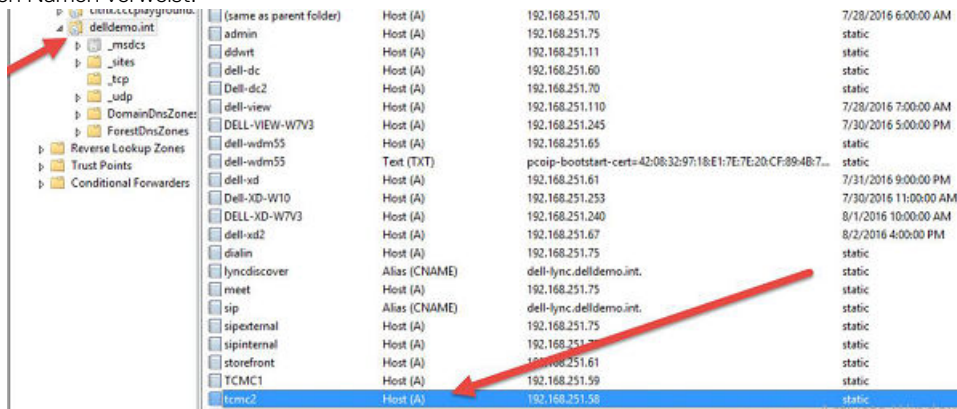 delldemo.int
_msdcs
_sites
_tcp
_udp
DomainDnsZones
ForestDnsZones
Reverse Lookup Zones
Trust Points
Conditional Forwarders
(same as parent folder) Host (A) 192.168.251.70 7/28/2016 6:00:00 AM
admin Host (A) 192.168.251.75 static
ddwrt Host (A) 192.168.251.11 static
dell-dc Host (A) 192.168.251.60 static
Dell-dc2 Host (A) 192.168.251.70 static
dell-view Host (A) 192.168.251.110 7/28/2016 7:00:00 AM
DELL-VIEW-W7V3 Host (A) 192.168.251.245 7/30/2016 5:00:00 PM
dell-wdm55 Host (A) 192.168.251.65 static
dell-wdm55 Text (TXT) pcoip-bootstart-cert=42:08:32:97:18:E1:7E:7E:20:CF:89:4B:7... static
dell-xd Host (A) 192.168.251.61 7/31/2016 9:00:00 PM
Dell-XD-W10 Host (A) 192.168.251.253 7/30/2016 11:00:00 AM
DELL-XD-W7V3 Host (A) 192.168.251.240 8/1/2016 10:00:00 AM
dell-xd2 Host (A) 192.168.251.67 8/2/2016 4:00:00 PM
dialin Host (A) 192.168.251.75 static
lyncdiscover Alias (CNAME) dell-lync.delldemo.int. static
meet Host (A) 192.168.251.75 static
sip Alias (CNAME) dell-lync.delldemo.int. static
sipexternal Host (A) 192.168.251.75 static
sipinternal Host (A) 192.168.251.75 static
storefront Host (A) 192.168.251.61 static
TCMC1 Host (A) 192.168.251.59 static
tcmc2 Host (A) 192.168.251.58 static